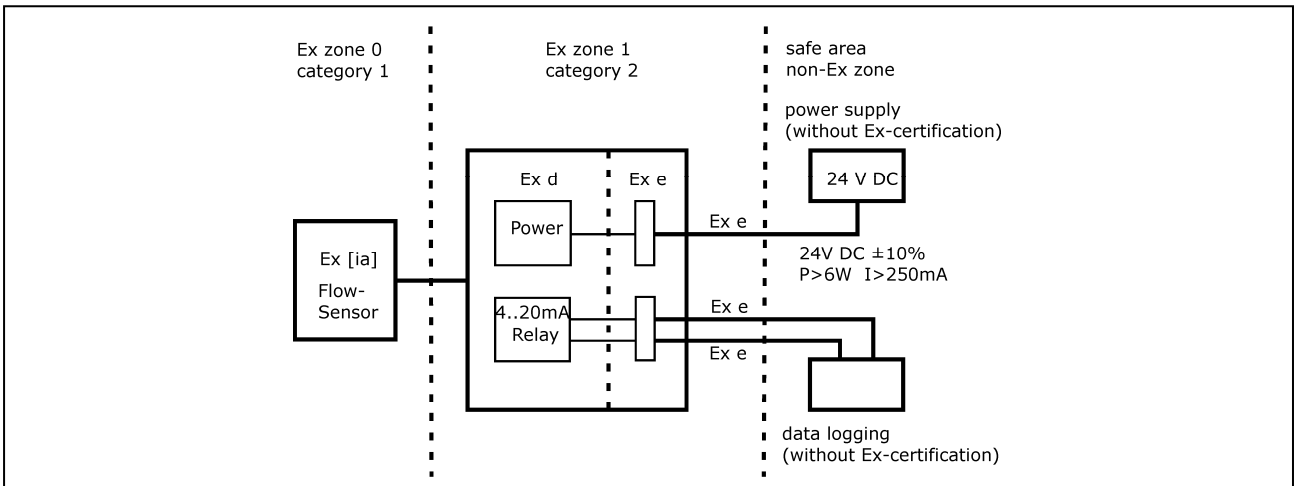 Ex zone 0
category 1
Ex zone 1
category 2
safe area
non-Ex zone
power supply
(without Ex-certification)
24 V DC
Ex d
Ex e
Power
Ex e
24V DC ±10%
P>6W I>250mA
Ex [ia]
Flow-
Sensor
4..20mA
Relay
Ex e
Ex e
data logging
(without Ex-certification)